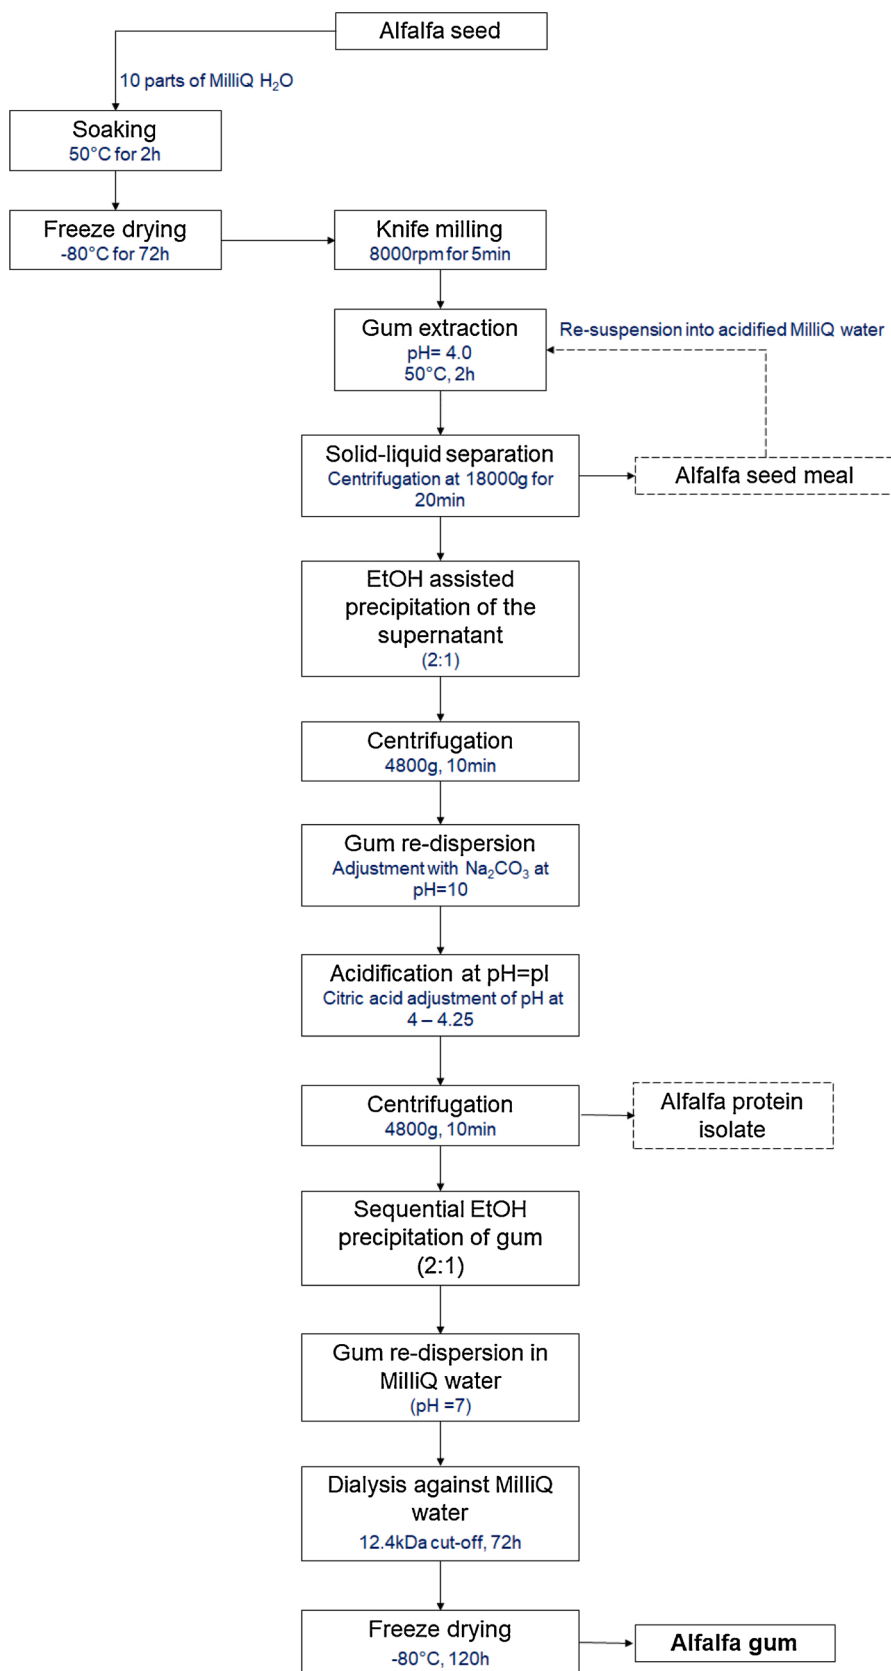 Alfalfa seed
10 parts of MilliQ H₂O
Soaking
50°C for 2h
Freeze drying
-80°C for 72h
Knife milling
8000rpm for 5min
Gum extraction
pH= 4.0
50°C, 2h
Re-suspension into acidified MilliQ water
Solid-liquid separation
Centrifugation at 18000g for
20min
Alfalfa seed meal
EtOH assisted
precipitation of the
supernatant
(2:1)
Centrifugation
4800g, 10min
Gum re-dispersion
Adjustment with Na₂CO₃ at
pH=10
Acidification at pH=pI
Citric acid adjustment of pH at
4 – 4.25
Centrifugation
4800g, 10min
Alfalfa protein
isolate
Sequential EtOH
precipitation of gum
(2:1)
Gum re-dispersion in
MilliQ water
(pH =7)
Dialysis against MilliQ
water
12.4kDa cut-off, 72h
Freeze drying
-80°C, 120h
Alfalfa gum